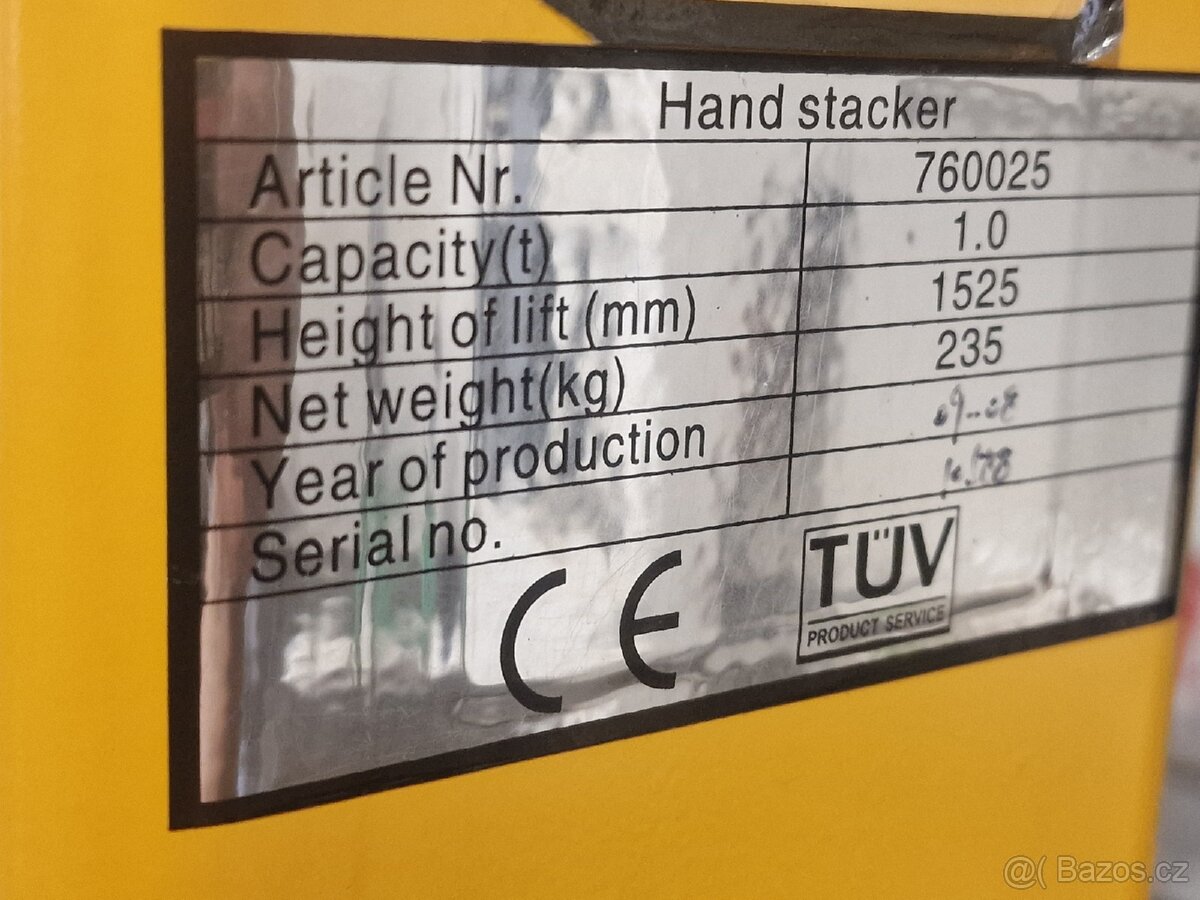 Hand stacker
Article Nr. 760025
Capacity(t) 1.0
Height of lift (mm) 1525
Net weight(kg) 235
Year of production
Serial no.
CE
TÜV
PRODUCT SERVICE
@( Bazos.cz